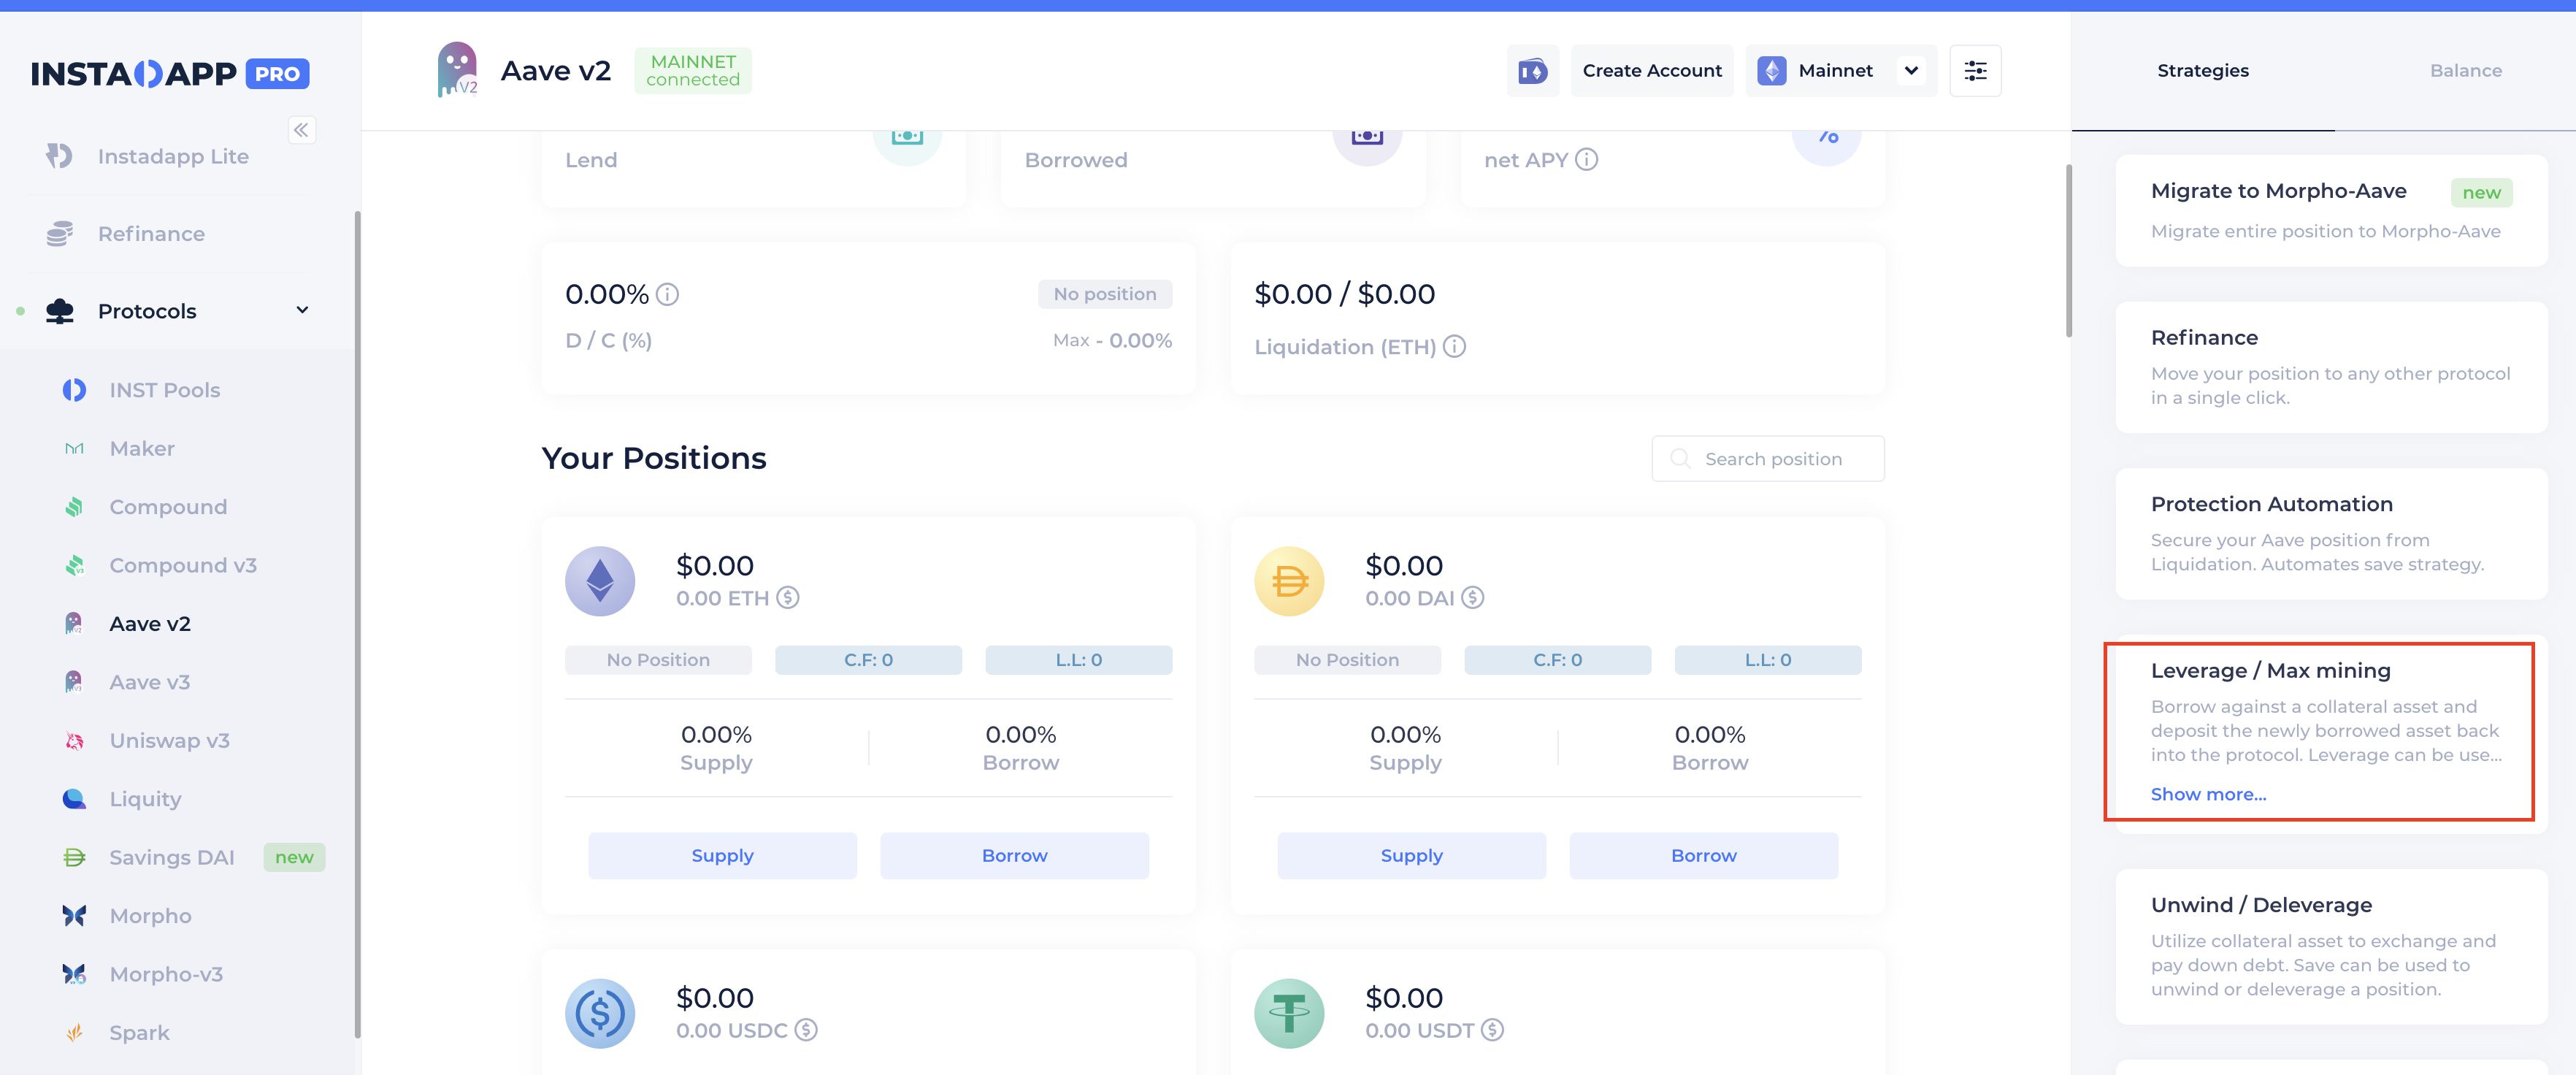 INSTADAPP PRO
Instadapp Lite
Refinance
Protocols
INST Pools
Maker
Compound
Compound v3
Aave v2
Aave v3
Uniswap v3
Liquity
Savings DAI new
Morpho
Morpho-v3
Spark
V2
Aave v2
MAINNET
connected
Create Account
Mainnet
Lend
Borrowed
net APY
%
0.00%
No position
D / C (%)
Max - 0.00%
$0.00 / $0.00
Liquidation (ETH)
Your Positions
Search position
$0.00
0.00 ETH
No Position
C.F: 0
L.L: 0
0.00%
Supply
0.00%
Borrow
Supply
Borrow
$0.00
0.00 DAI
No Position
C.F: 0
L.L: 0
0.00%
Supply
0.00%
Borrow
Supply
Borrow
$0.00
0.00 USDC
$0.00
0.00 USDT
Strategies
Balance
Migrate to Morpho-Aave new
Migrate entire position to Morpho-Aave
Refinance
Move your position to any other protocol
in a single click.
Protection Automation
Secure your Aave position from
Liquidation. Automates save strategy.
Leverage / Max mining
Borrow against a collateral asset and
deposit the newly borrowed asset back
into the protocol. Leverage can be use...
Show more...
Unwind / Deleverage
Utilize collateral asset to exchange and
pay down debt. Save can be used to
unwind or deleverage a position.